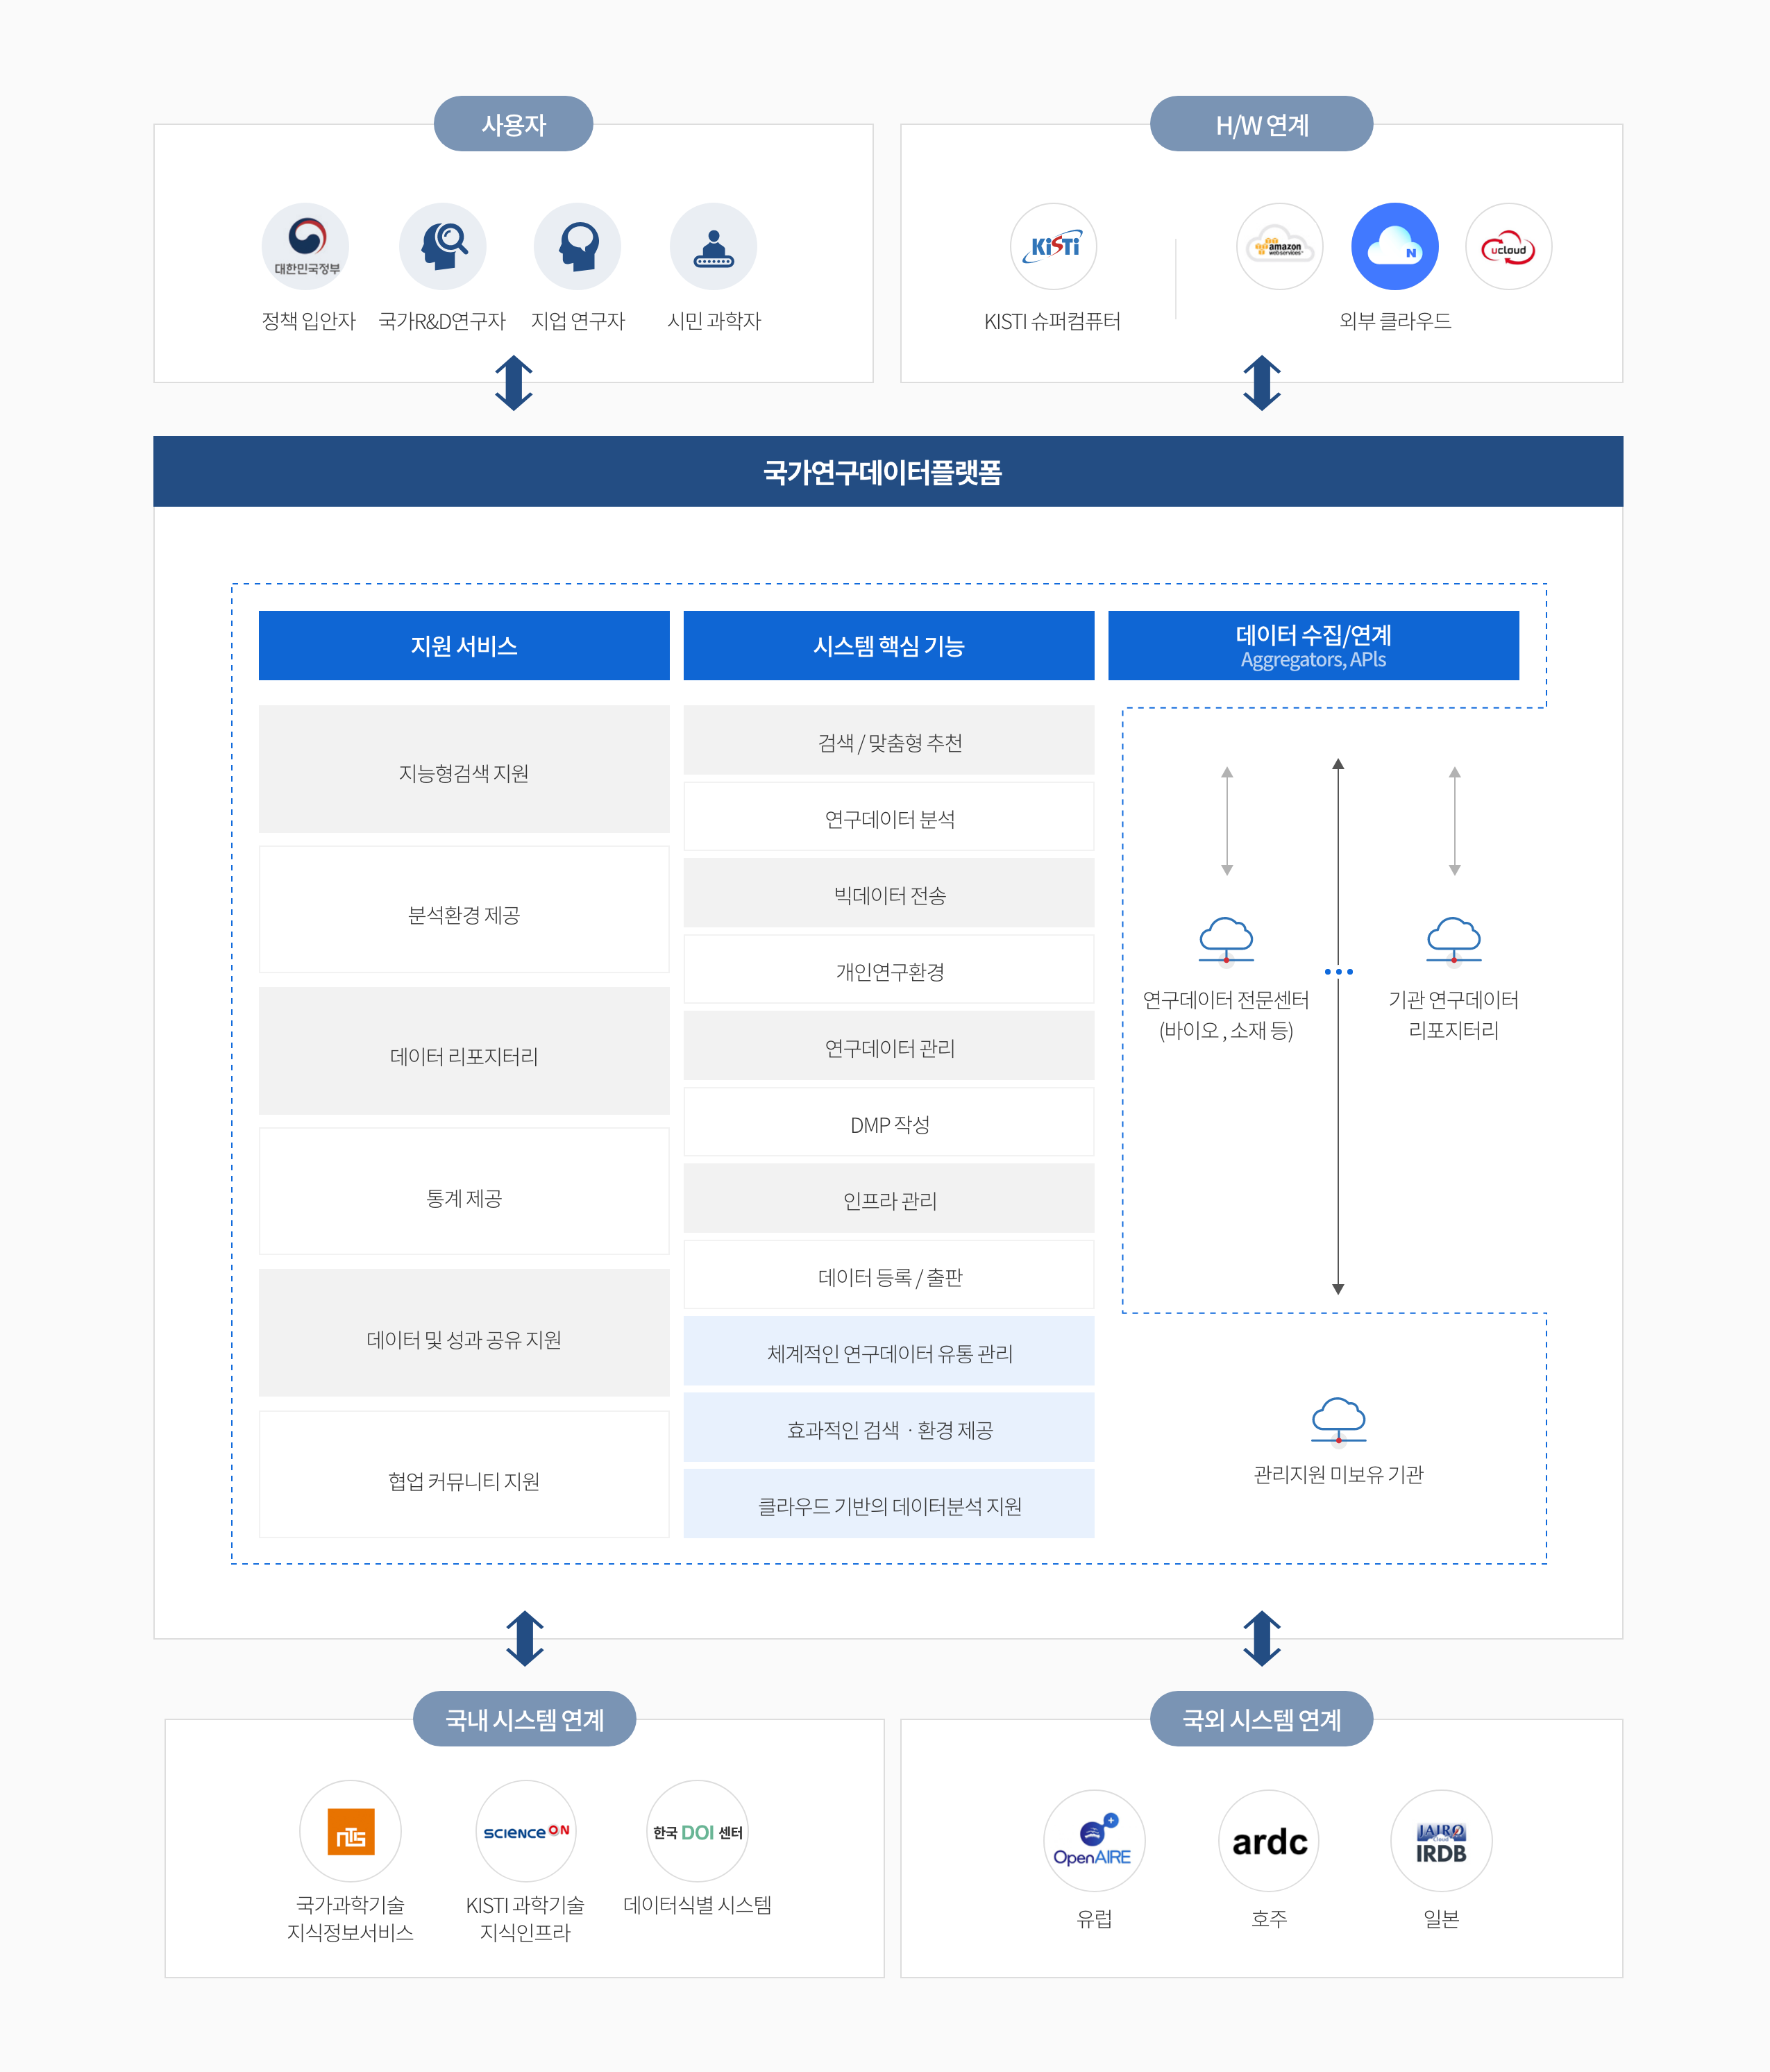 사용자
대한민국정부
정책 입안자
국가R&D연구자
지업 연구자
시민 과학자
H/W 연계
KiSTi
amazon
webservices
N
ucloud
KISTI 슈퍼컴퓨터
외부 클라우드
국가연구데이터플랫폼
지원 서비스
지능형검색 지원
분석환경 제공
데이터 리포지터리
통계 제공
데이터 및 성과 공유 지원
협업 커뮤니티 지원
시스템 핵심 기능
검색 / 맞춤형 추천
연구데이터 분석
빅데이터 전송
개인연구환경
연구데이터 관리
DMP 작성
인프라 관리
데이터 등록 / 출판
체계적인 연구데이터 유통 관리
효과적인 검색 · 환경 제공
클라우드 기반의 데이터분석 지원
데이터 수집/연계
Aggregators, APIs
연구데이터 전문센터
(바이오 , 소재 등)
기관 연구데이터
리포지터리
관리지원 미보유 기관
국내 시스템 연계
NTIS
국가과학기술
지식정보서비스
SCIENCE ON
KISTI 과학기술
지식인프라
한국 DOI 센터
데이터식별 시스템
국외 시스템 연계
OpenAIRE
유럽
ardc
호주
JAIRO
Cloud
IRDB
일본